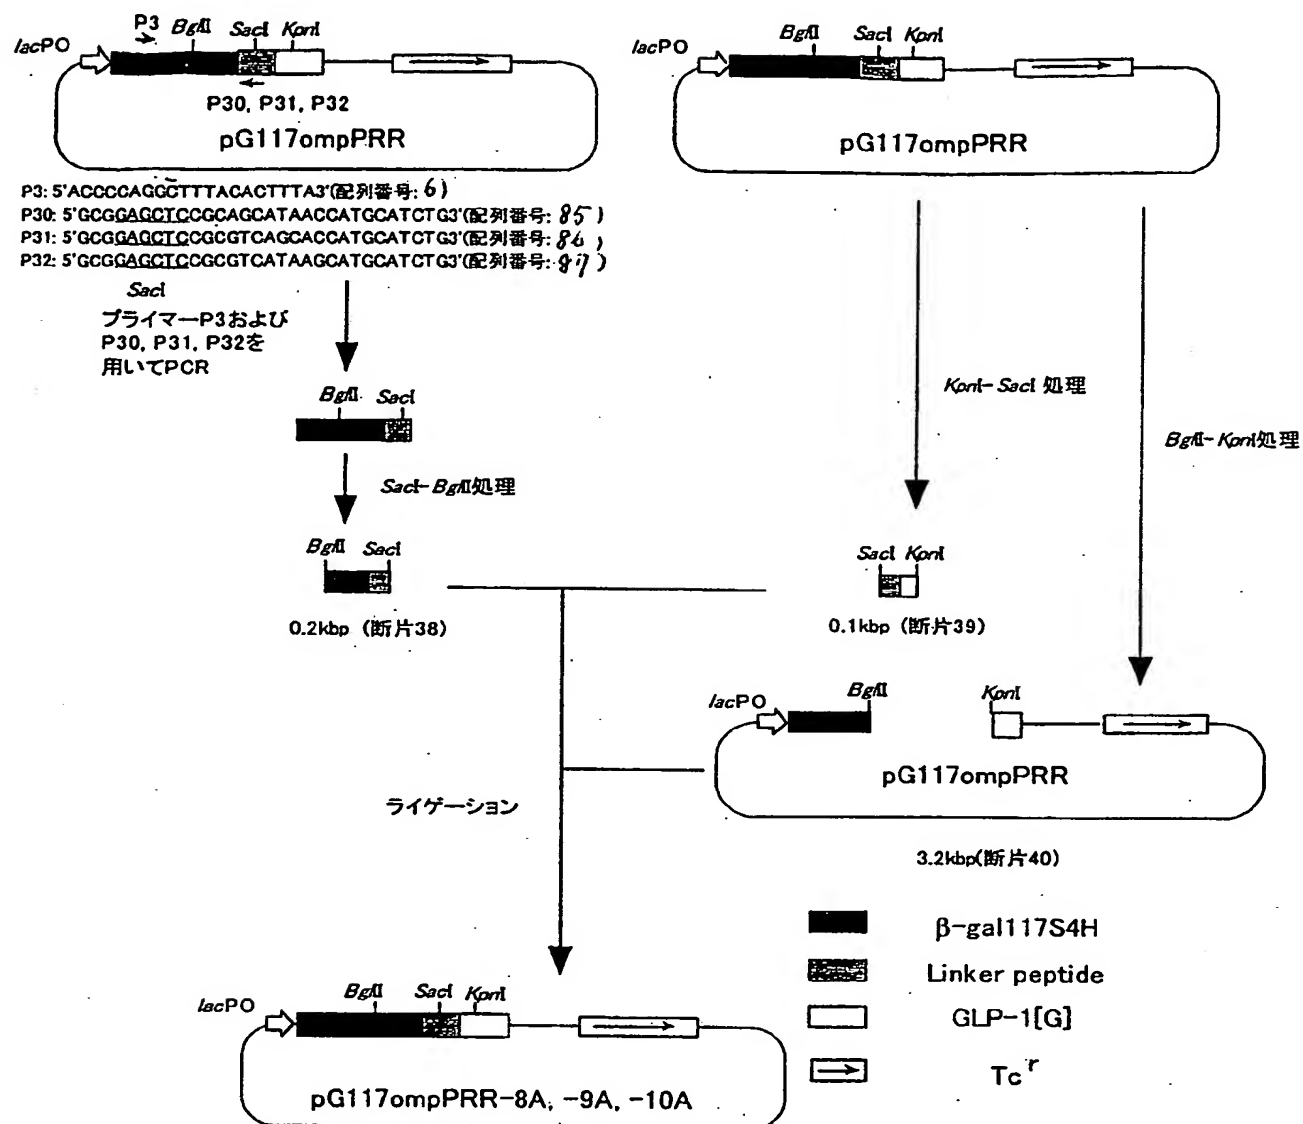 P3
BglII SacI KpnI
lacPO
P30, P31, P32
pG117ompPRR
BglII SacI KpnI
lacPO
pG117ompPRR
P3: 5'ACCCCAGGCTTTACACTTTA3'(配列番号: 6)
P30: 5'GCGGAGCTCCGCAGCATAACCATGCATCTG3'(配列番号: 85)
P31: 5'GCGGAGCTCCGCGTCAGCACCATGCATCTG3'(配列番号: 86)
P32: 5'GCGGAGCTCCGCGTCATAAGCATGCATCTG3'(配列番号: 87)
SacI
プライマーP3および
P30, P31, P32を
用いてPCR
BglII SacI
SacI-BglII処理
BglII SacI
0.2kbp (断片38)
KpnI-SacI 処理
BglII-KpnI処理
SacI KpnI
0.1kbp (断片39)
lacPO
BglII
KpnI
pG117ompPRR
3.2kbp(断片40)
ライゲーション
β-gal117S4H
Linker peptide
GLP-1[G]
Tc r
lacPO
BglII SacI KpnI
pG117ompPRR-8A, -9A, -10A